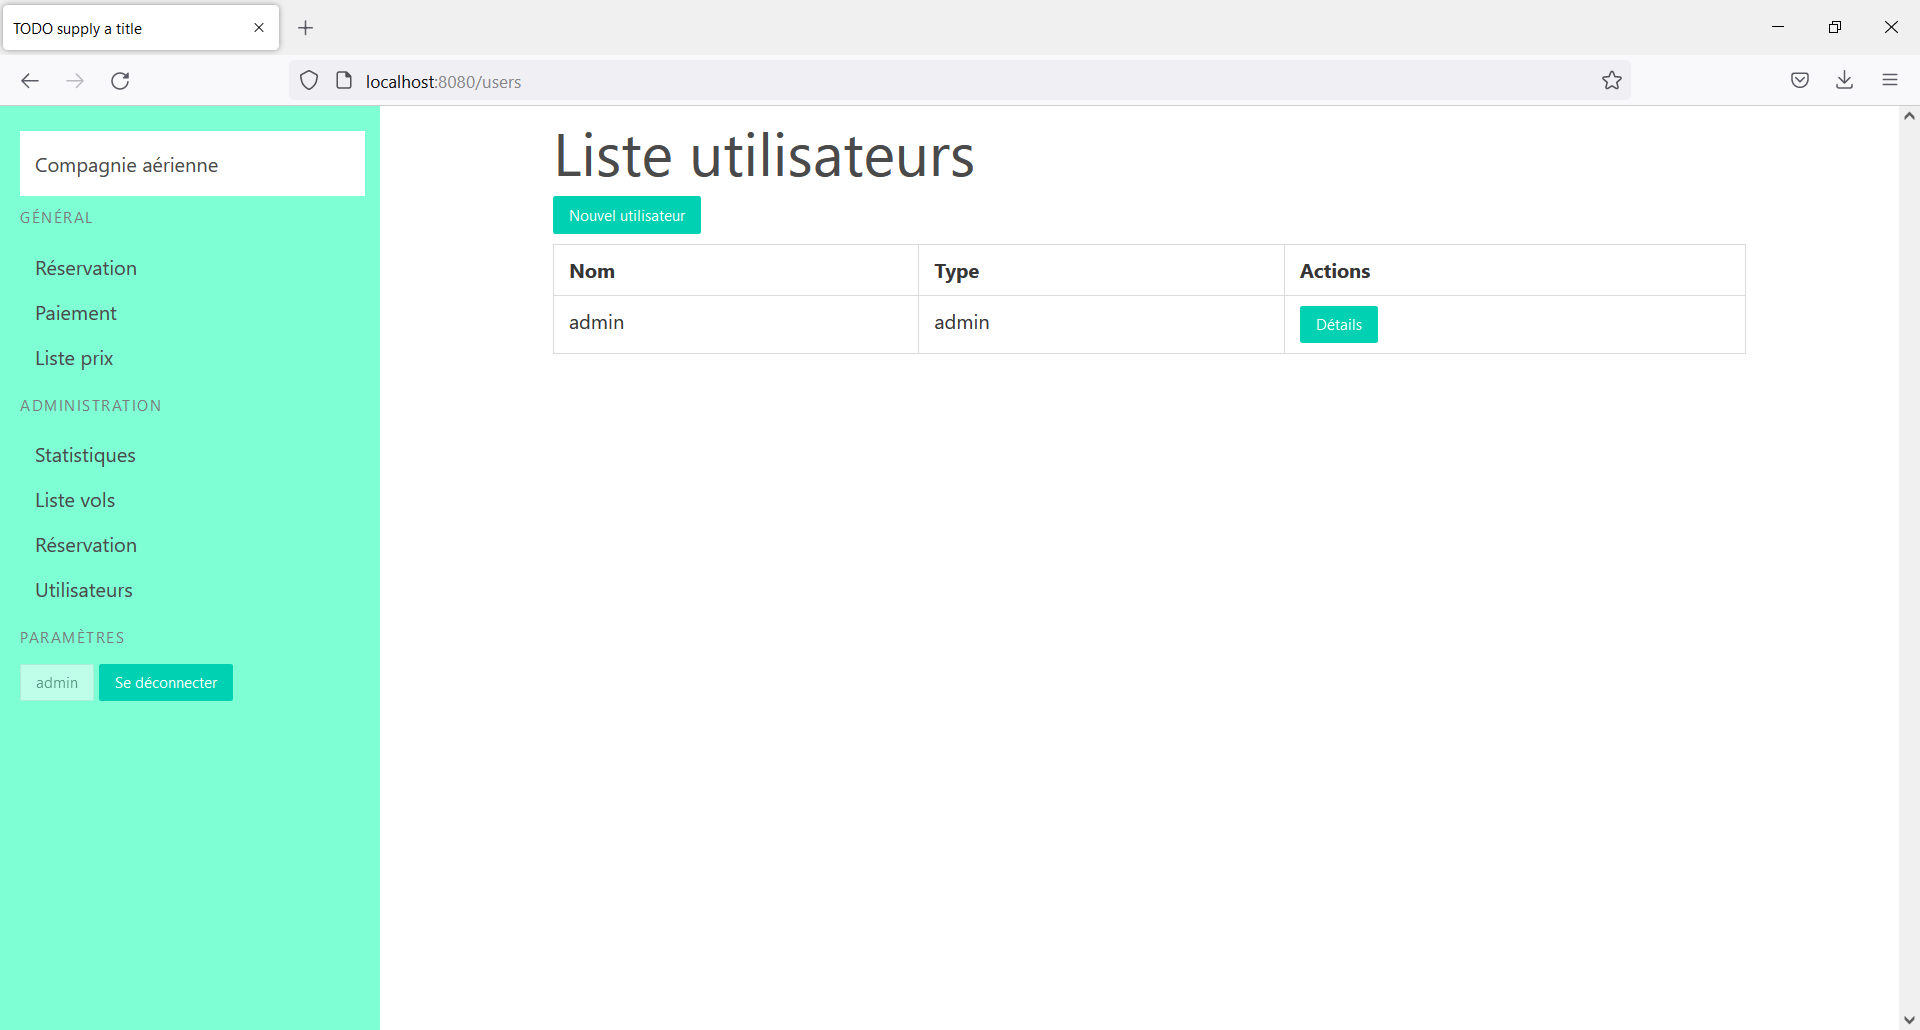 TODO supply a title
localhost:8080/users
Compagnie aérienne
GÉNÉRAL
Réservation
Paiement
Liste prix
ADMINISTRATION
Statistiques
Liste vols
Réservation
Utilisateurs
PARAMÈTRES
admin Se déconnecter
Liste utilisateurs
Nouvel utilisateur
Nom Type Actions
admin admin Détails